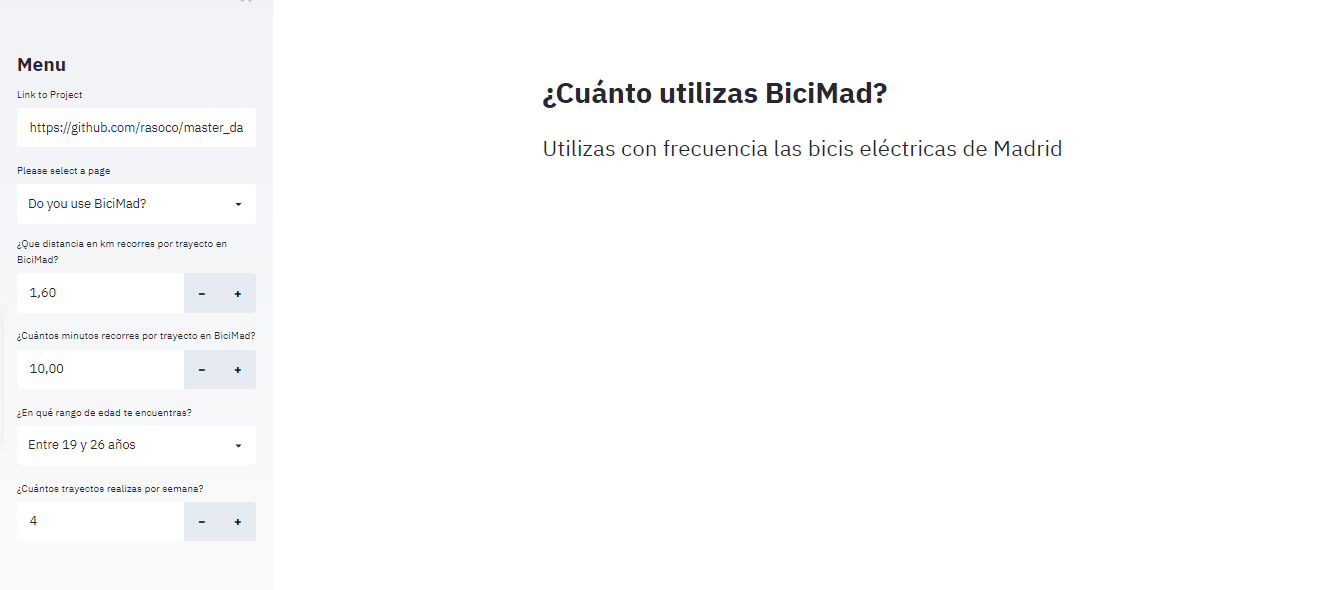 Menu
Link to Project
https://github.com/rasoco/master_da
Please select a page
Do you use BiciMad?
¿Que distancia en km recorres por trayecto en
BiciMad?
1,60
- +
¿Cuántos minutos recorres por trayecto en BiciMad?
10,00
- +
¿En qué rango de edad te encuentras?
Entre 19 y 26 años
¿Cuántos trayectos realizas por semana?
4
- +
¿Cuánto utilizas BiciMad?
Utilizas con frecuencia las bicis eléctricas de Madrid